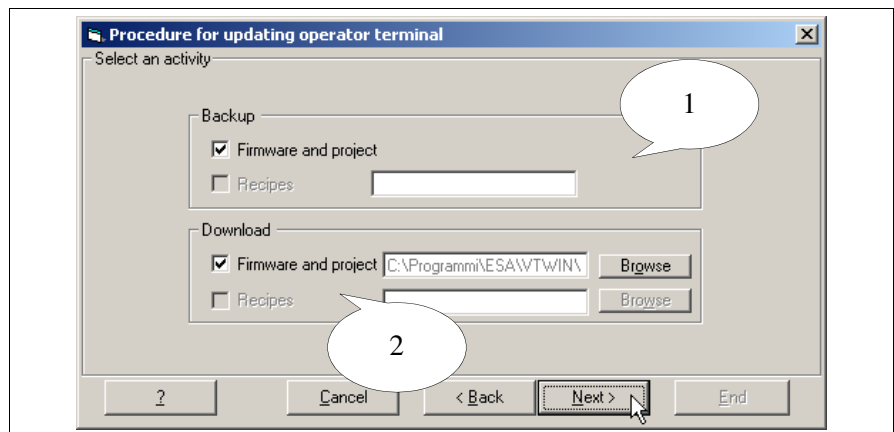 Procedure for updating operator terminal
Select an activity
1
Backup
Firmware and project
Recipes
Download
Firmware and project C:\Programmi\ESA\VTWIN\ Browse
Recipes Browse
2
? Cancel < Back Next > End